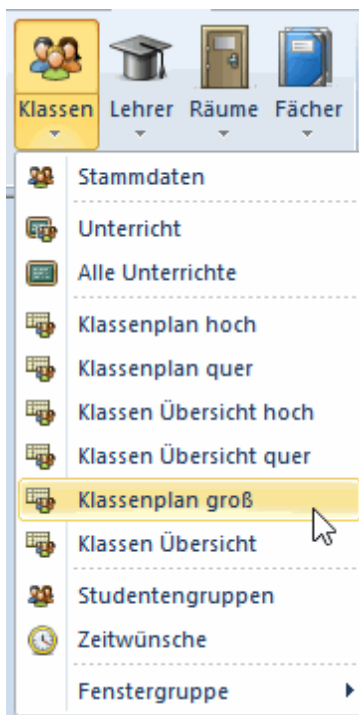 Klassen Lehrer Räume Fächer
Stammdaten
Unterricht
Alle Unterrichte
Klassenplan hoch
Klassenplan quer
Klassen Übersicht hoch
Klassen Übersicht quer
Klassenplan groß
Klassen Übersicht
Studentengruppen
Zeitwünsche
Fenstergruppe